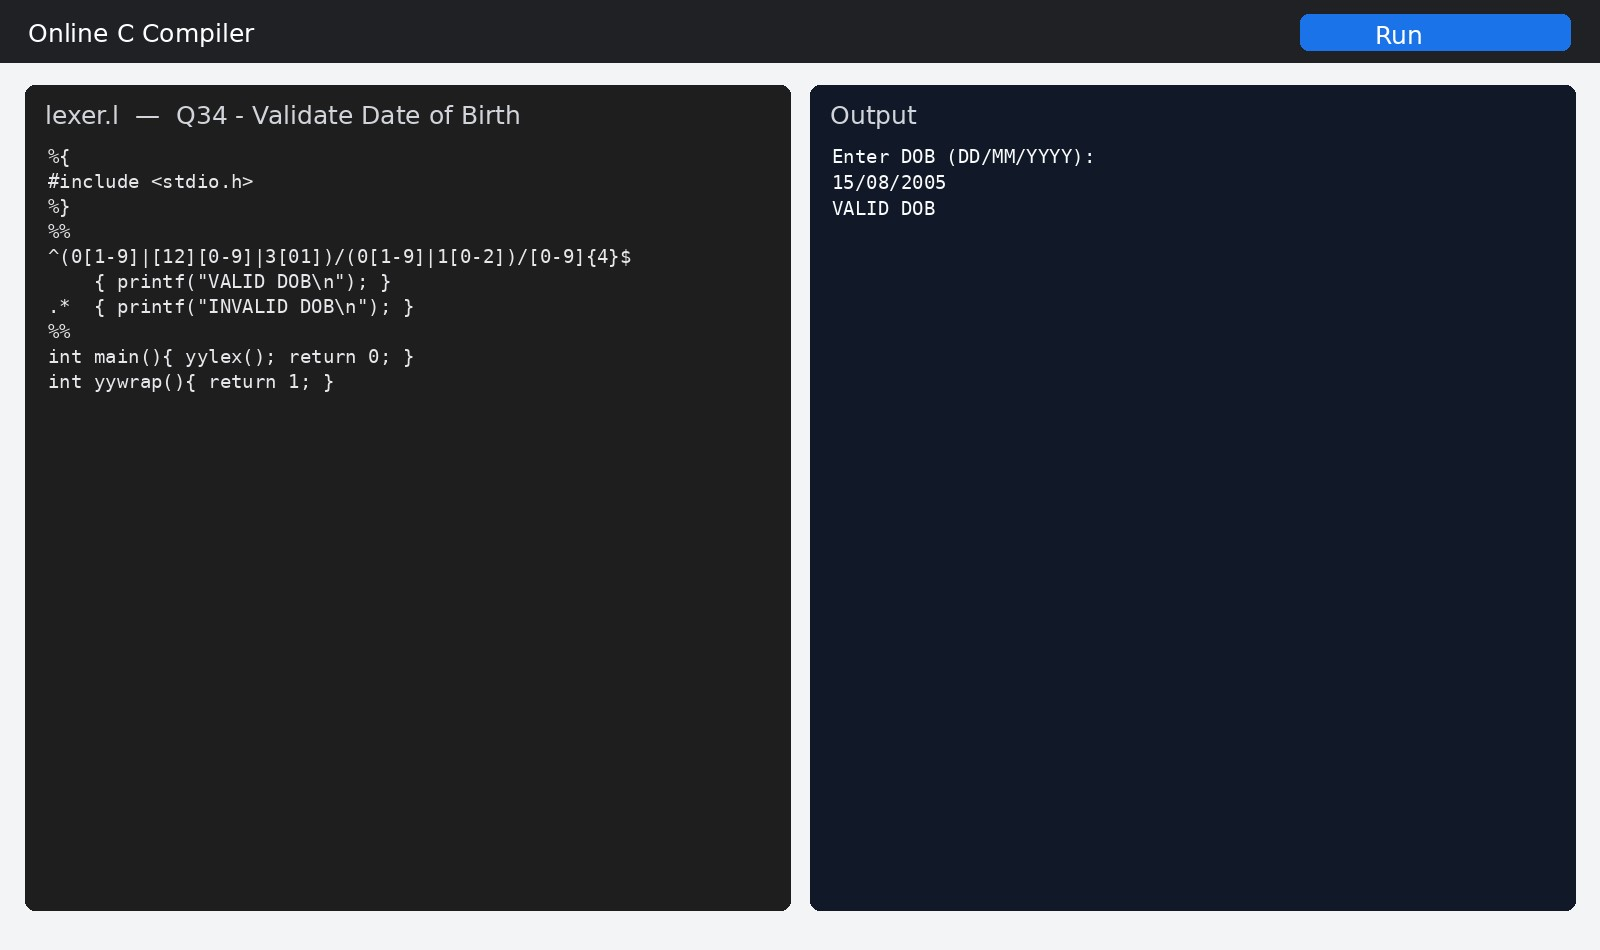 Online C Compiler
Run
lexer.l — Q34 - Validate Date of Birth
%{
#include <stdio.h>
%}
%%
^(0[1-9]|[12][0-9]|3[01])/(0[1-9]|1[0-2])/[0-9]{4}$
    { printf("VALID DOB\n"); }
.*  { printf("INVALID DOB\n"); }
%%
int main(){ yylex(); return 0; }
int yywrap(){ return 1; }
Output
Enter DOB (DD/MM/YYYY):
15/08/2005
VALID DOB